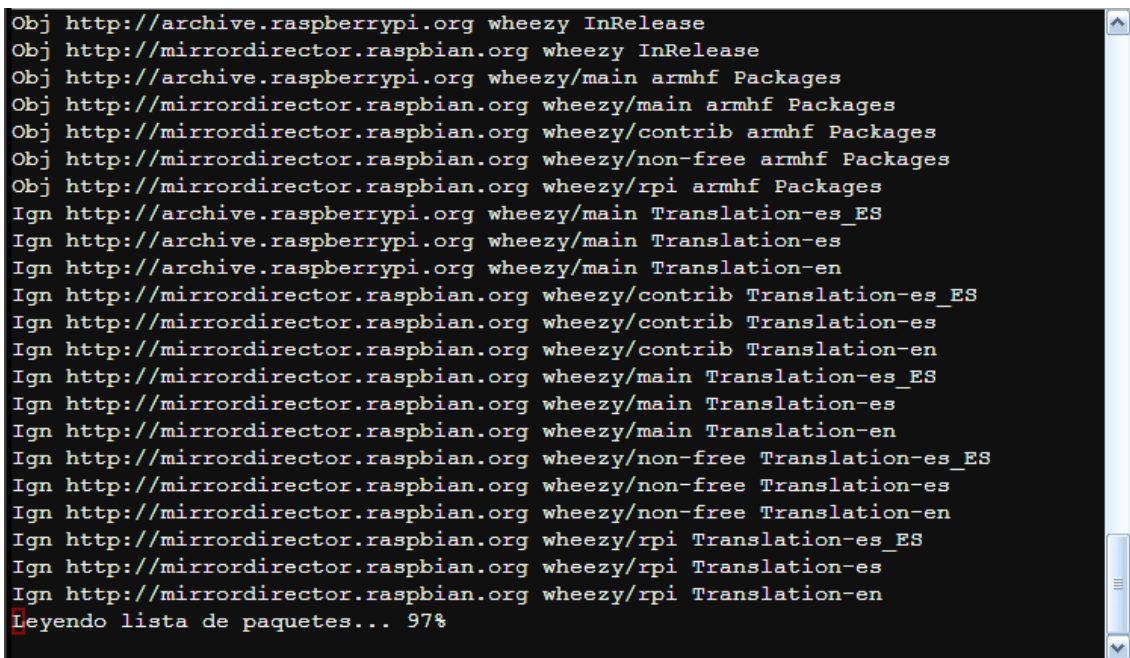 Obj http://archive.raspberrypi.org wheezy InRelease
Obj http://mirrordirector.raspbian.org wheezy InRelease
Obj http://archive.raspberrypi.org wheezy/main armhf Packages
Obj http://mirrordirector.raspbian.org wheezy/main armhf Packages
Obj http://mirrordirector.raspbian.org wheezy/contrib armhf Packages
Obj http://mirrordirector.raspbian.org wheezy/non-free armhf Packages
Obj http://mirrordirector.raspbian.org wheezy/rpi armhf Packages
Ign http://archive.raspberrypi.org wheezy/main Translation-es_ES
Ign http://archive.raspberrypi.org wheezy/main Translation-es
Ign http://archive.raspberrypi.org wheezy/main Translation-en
Ign http://mirrordirector.raspbian.org wheezy/contrib Translation-es_ES
Ign http://mirrordirector.raspbian.org wheezy/contrib Translation-es
Ign http://mirrordirector.raspbian.org wheezy/contrib Translation-en
Ign http://mirrordirector.raspbian.org wheezy/main Translation-es_ES
Ign http://mirrordirector.raspbian.org wheezy/main Translation-es
Ign http://mirrordirector.raspbian.org wheezy/main Translation-en
Ign http://mirrordirector.raspbian.org wheezy/non-free Translation-es_ES
Ign http://mirrordirector.raspbian.org wheezy/non-free Translation-es
Ign http://mirrordirector.raspbian.org wheezy/non-free Translation-en
Ign http://mirrordirector.raspbian.org wheezy/rpi Translation-es_ES
Ign http://mirrordirector.raspbian.org wheezy/rpi Translation-es
Ign http://mirrordirector.raspbian.org wheezy/rpi Translation-en
Leyendo lista de paquetes... 97%